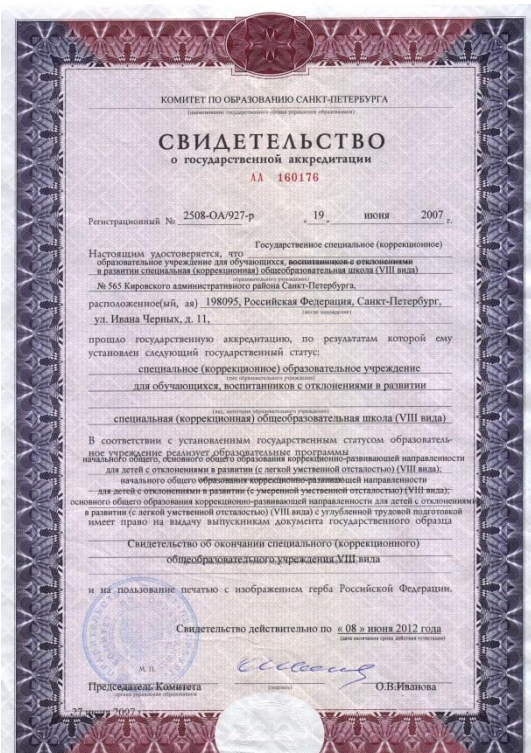 КОМИТЕТ ПО ОБРАЗОВАНИЮ САНКТ-ПЕТЕРБУРГА
(наименование государственного органа управления образованием)
СВИДЕТЕЛЬСТВО
о государственной аккредитации
АА 160176
Регистрационный № 2508-ОА/927-р « 19 » июня 2007 г.
Государственное специальное (коррекционное)
Настоящим удостоверяется, что
образовательное учреждение для обучающихся, воспитанников с отклонениями
в развитии специальная (коррекционная) общеобразовательная школа (VIII вида)
№ 565 Кировского административного района Санкт-Петербурга,
расположенное(ый, ая) 198095, Российская Федерация, Санкт-Петербург,
(место нахождения)
ул. Ивана Черных, д. 11,
прошло государственную аккредитацию, по результатам которой ему
установлен следующий государственный статус:
специальное (коррекционное) образовательное учреждение
(тип образовательного учреждения)
для обучающихся, воспитанников с отклонениями в развитии
(вид, категория образовательного учреждения)
специальная (коррекционная) общеобразовательная школа (VIII вида)
В соответствии с установленным государственным статусом образователь-
ное учреждение реализует образовательные программы
начального общего, основного общего образования коррекционно-развивающей направленности
для детей с отклонениями в развитии (с легкой умственной отсталостью) (VIII вида);
начального общего образования коррекционно-развивающей направленности
для детей с отклонениями в развитии (с умеренной умственной отсталостью) (VIII вида);
основного общего образования коррекционно-развивающей направленности для детей с отклонениями
в развитии (с легкой умственной отсталостью) (VIII вида) с углубленной трудовой подготовкой
имеет право на выдачу выпускникам документа государственного образца
Свидетельство об окончании специального (коррекционного)
общеобразовательного учреждения VIII вида
и на пользование печатью с изображением герба Российской Федерации.
Свидетельство действительно по « 08 » июня 2012 года
(дата окончания срока действия аттестации)
М. П.
Председатель Комитета О.В.Иванова
(подпись)
27 июня 2007 г.